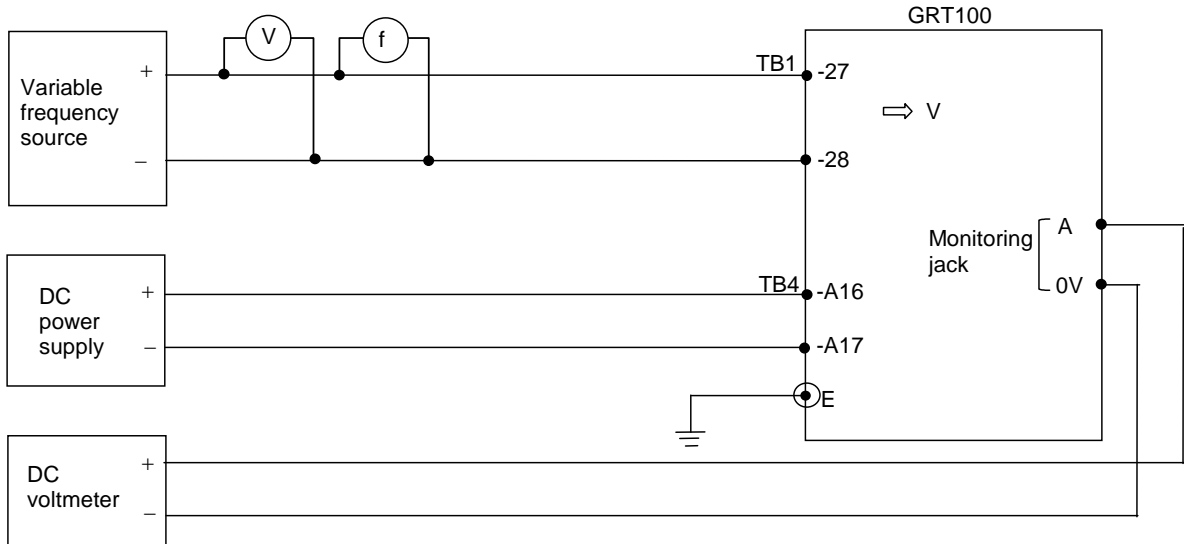 GRT100
Variable
frequency
source
+
−
V
f
TB1
-27
-28
V
Monitoring
jack
A
0V
DC
power
supply
+
−
TB4
-A16
-A17
E
DC
voltmeter
+
−